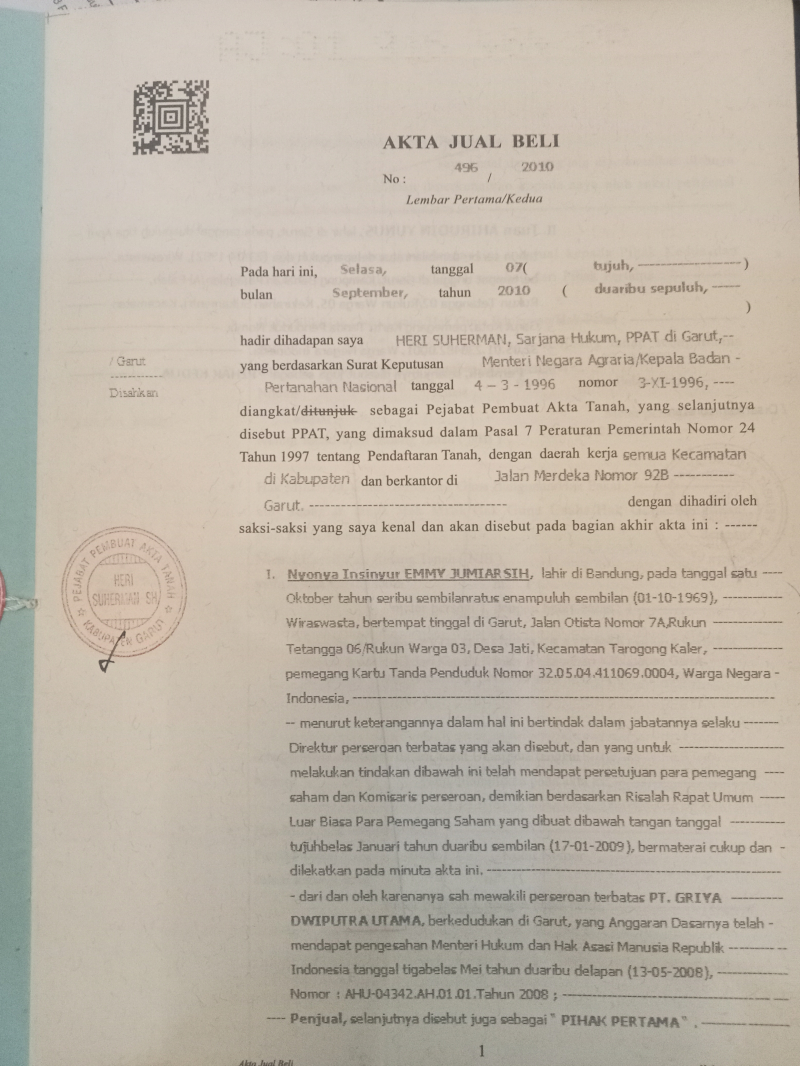 AKTA JUAL BELI
No : 496 / 2010
Lembar Pertama/Kedua
Pada hari ini, Selasa, tanggal 07( tujuh, ------------------)
bulan September, tahun 2010 ( duaribu sepuluh, -----
)
hadir dihadapan saya HERI SUHERMAN, Sarjana Hukum, PPAT di Garut,--
yang berdasarkan Surat Keputusan Menteri Negara Agraria/Kepala Badan -
Pertanahan Nasional tanggal 4 – 3 - 1996 nomor 3-XI-1996, ----
diangkat/ditunjuk sebagai Pejabat Pembuat Akta Tanah, yang selanjutnya
disebut PPAT, yang dimaksud dalam Pasal 7 Peraturan Pemerintah Nomor 24
Tahun 1997 tentang Pendaftaran Tanah, dengan daerah kerja semua Kecamatan
di Kabupaten dan berkantor di Jalan Merdeka Nomor 92B -----------
Garut. ----------------------------------- dengan dihadiri oleh
saksi-saksi yang saya kenal dan akan disebut pada bagian akhir akta ini : ------
/ Garut
------------
Disahkan
PEJABAT PEMBUAT AKTA TANAH
HERI
SUHERMAN SH
KABUPATEN GARUT
1. Nyonya Insinyur EMMY JUMIARSIH, lahir di Bandung, pada tanggal satu ----
Oktober tahun seribu sembilanratus enampuluh sembilan (01-10-1969), ------------
Wiraswasta, bertempat tinggal di Garut, Jalan Otista Nomor 7A,Rukun --------------
Tetangga 06/Rukun Warga 03, Desa Jati, Kecamatan Tarogong Kaler, --------------
pemegang Kartu Tanda Penduduk Nomor 32.05.04.411069.0004, Warga Negara -
Indonesia, ------------------------------------------------------------------------
-- menurut keterangannya dalam hal ini bertindak dalam jabatannya selaku -------
Direktur perseroan terbatas yang akan disebut, dan yang untuk --------------------
melakukan tindakan dibawah ini telah mendapat persetujuan para pemegang ----
saham dan Komisaris perseroan, demikian berdasarkan Risalah Rapat Umum -----
Luar Biasa Para Pemegang Saham yang dibuat dibawah tangan tanggal -----------
tujuhbelas Januari tahun duaribu sembilan (17-01-2009), bermaterai cukup dan -
dilekatkan pada minuta akta ini. --------------------------------------------------
- dari dan oleh karenanya sah mewakili perseroan terbatas PT. GRIYA ----------
DWIPUTRA UTAMA, berkedudukan di Garut, yang Anggaran Dasarnya telah -
mendapat pengesahan Menteri Hukum dan Hak Asasi Manusia Republik -----------
Indonesia tanggal tigabelas Mei tahun duaribu delapan (13-05-2008), -------------
Nomor : AHU-04342.AH.01.01.Tahun 2008 ; ---------------------------------------
---- Penjual, selanjutnya disebut juga sebagai " PIHAK PERTAMA" . ---------------
1
Akta Jual Beli